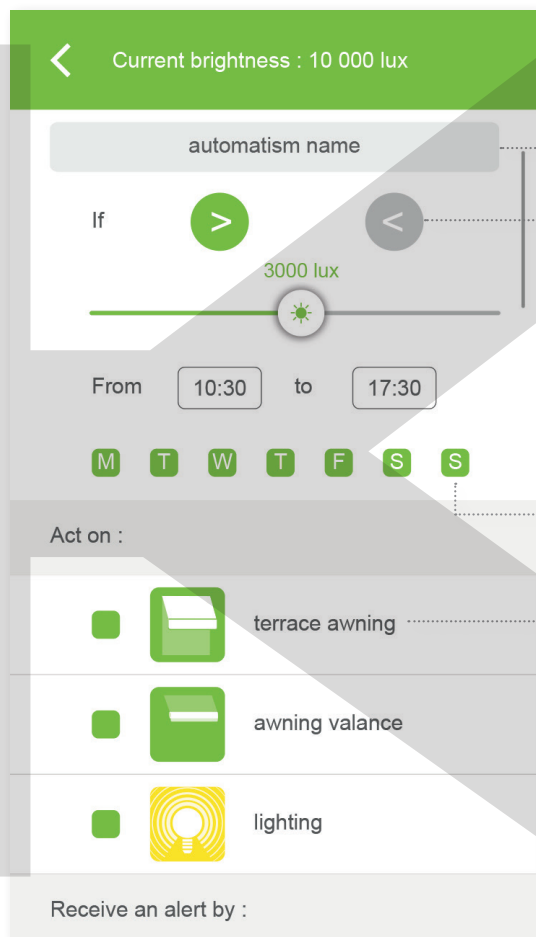 Current brightness : 10 000 lux
automatism name
If > <
3000 lux
From 10:30 to 17:30
M T W T F S S
Act on :
terrace awning
awning valance
lighting
Receive an alert by :